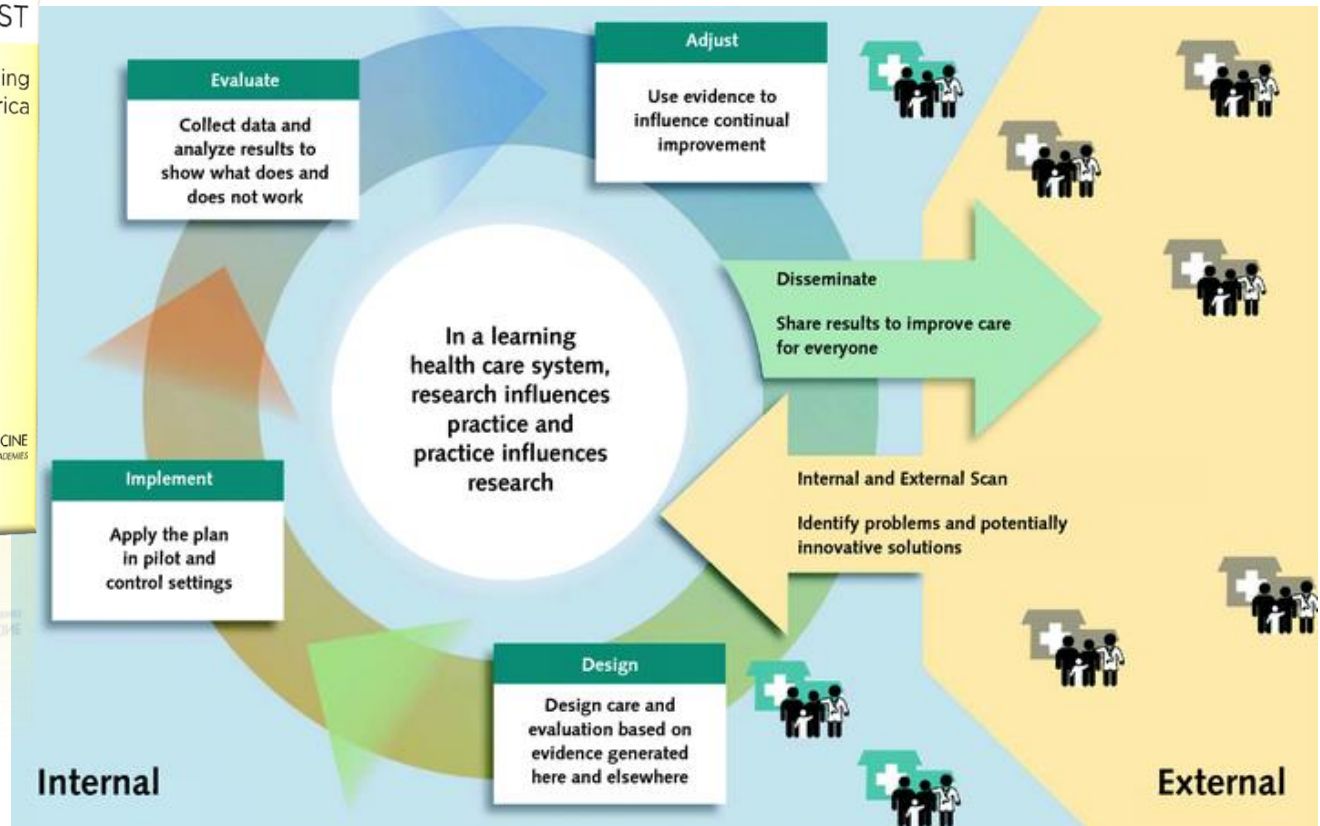 ST
ing
rica
CINE
ADEMIES
Evaluate
Collect data and
analyze results to
show what does and
does not work
Adjust
Use evidence to
influence continual
improvement
Disseminate
Share results to improve care
for everyone
In a learning
health care system,
research influences
practice and
practice influences
research
Internal and External Scan
Identify problems and potentially
innovative solutions
Implement
Apply the plan
in pilot and
control settings
Design
Design care and
evaluation based on
evidence generated
here and elsewhere
Internal
External